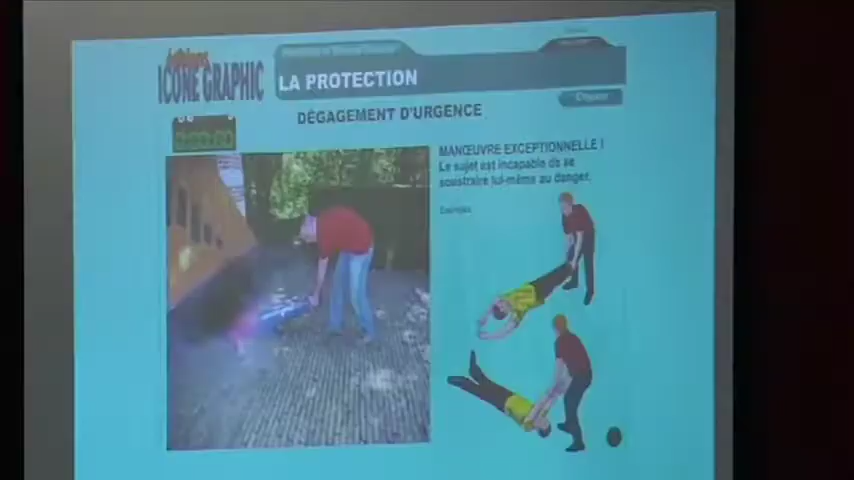 éditions
ICONE GRAPHIC
LA PROTECTION
DÉGAGEMENT D'URGENCE
MANŒUVRE EXCEPTIONNELLE !
Le sujet est incapable de se
soustraire lui-même au danger.